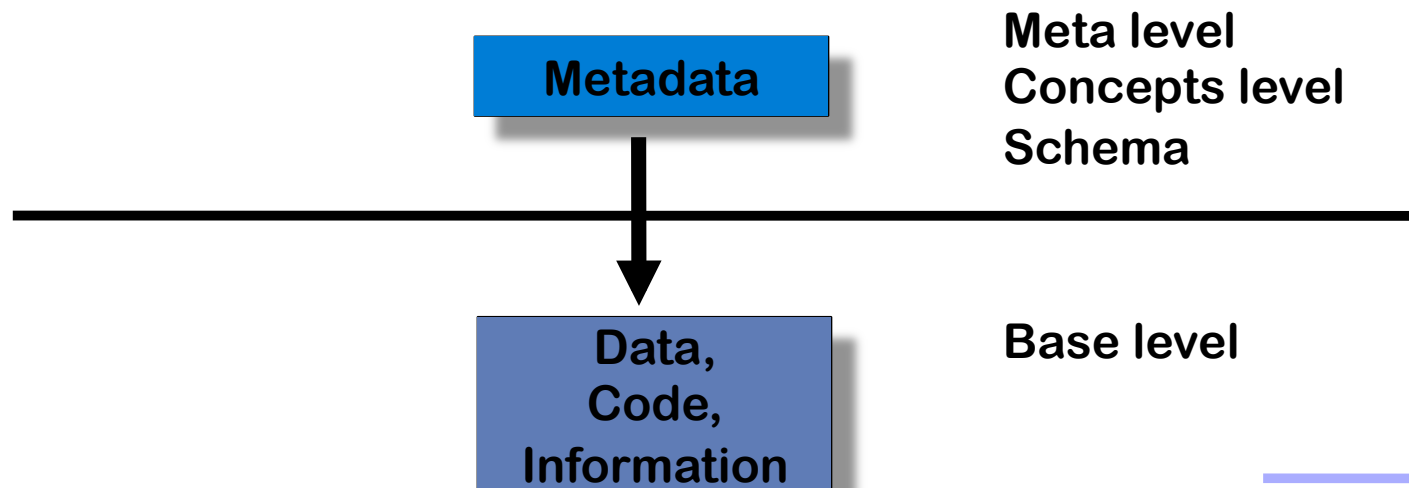 Metadata
Meta level
Concepts level
Schema
Data,
Code,
Information
Base level